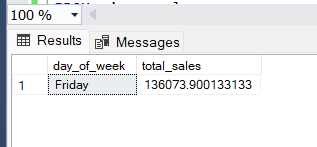 100 %
Results Messages
day_of_week total_sales
1 Friday 136073.900133133